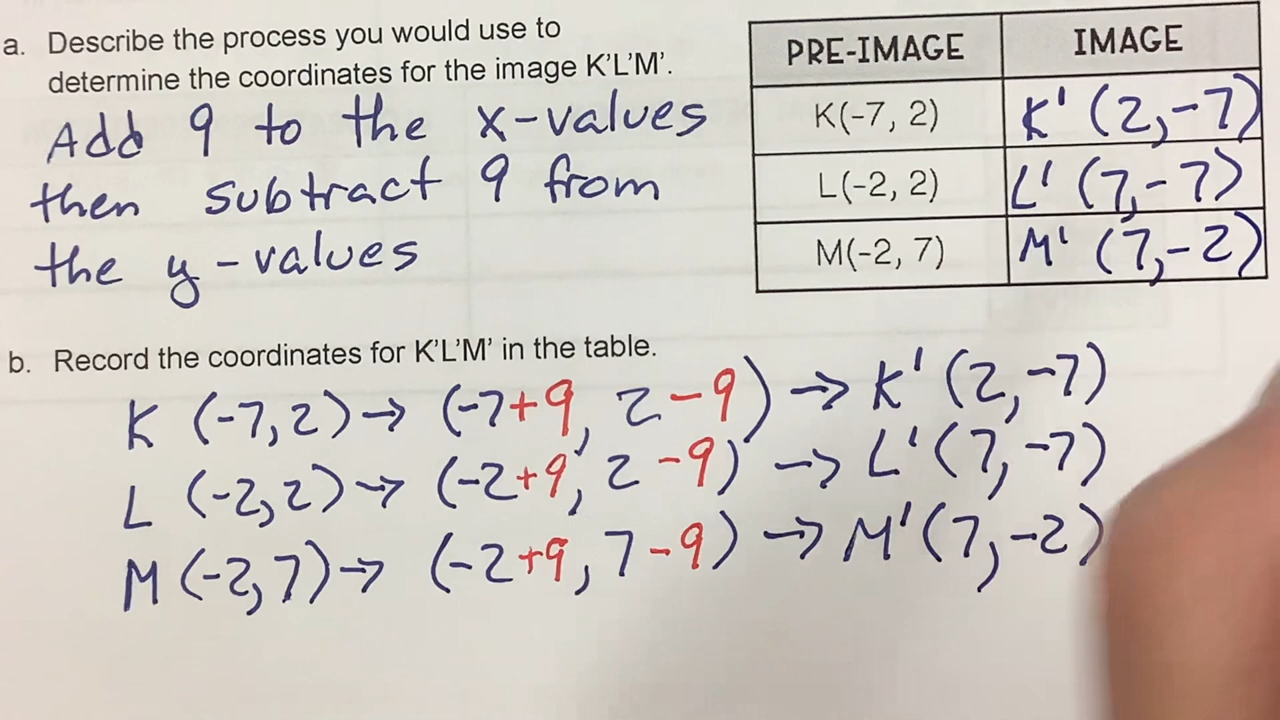 a. Describe the process you would use to
determine the coordinates for the image K'L'M'.
Add 9 to the x-values
then subtract 9 from
the y-values
PRE-IMAGE IMAGE
K(-7, 2) K' (2,-7)
L(-2, 2) L' (7,-7)
M(-2, 7) M' (7,-2)
b. Record the coordinates for K'L'M' in the table.
K (-7,2) → (-7+9, 2-9) → K' (2,-7)
L (-2,2) → (-2+9, 2-9) → L' (7,-7)
M (-2,7) → (-2+9, 7-9) → M' (7,-2)